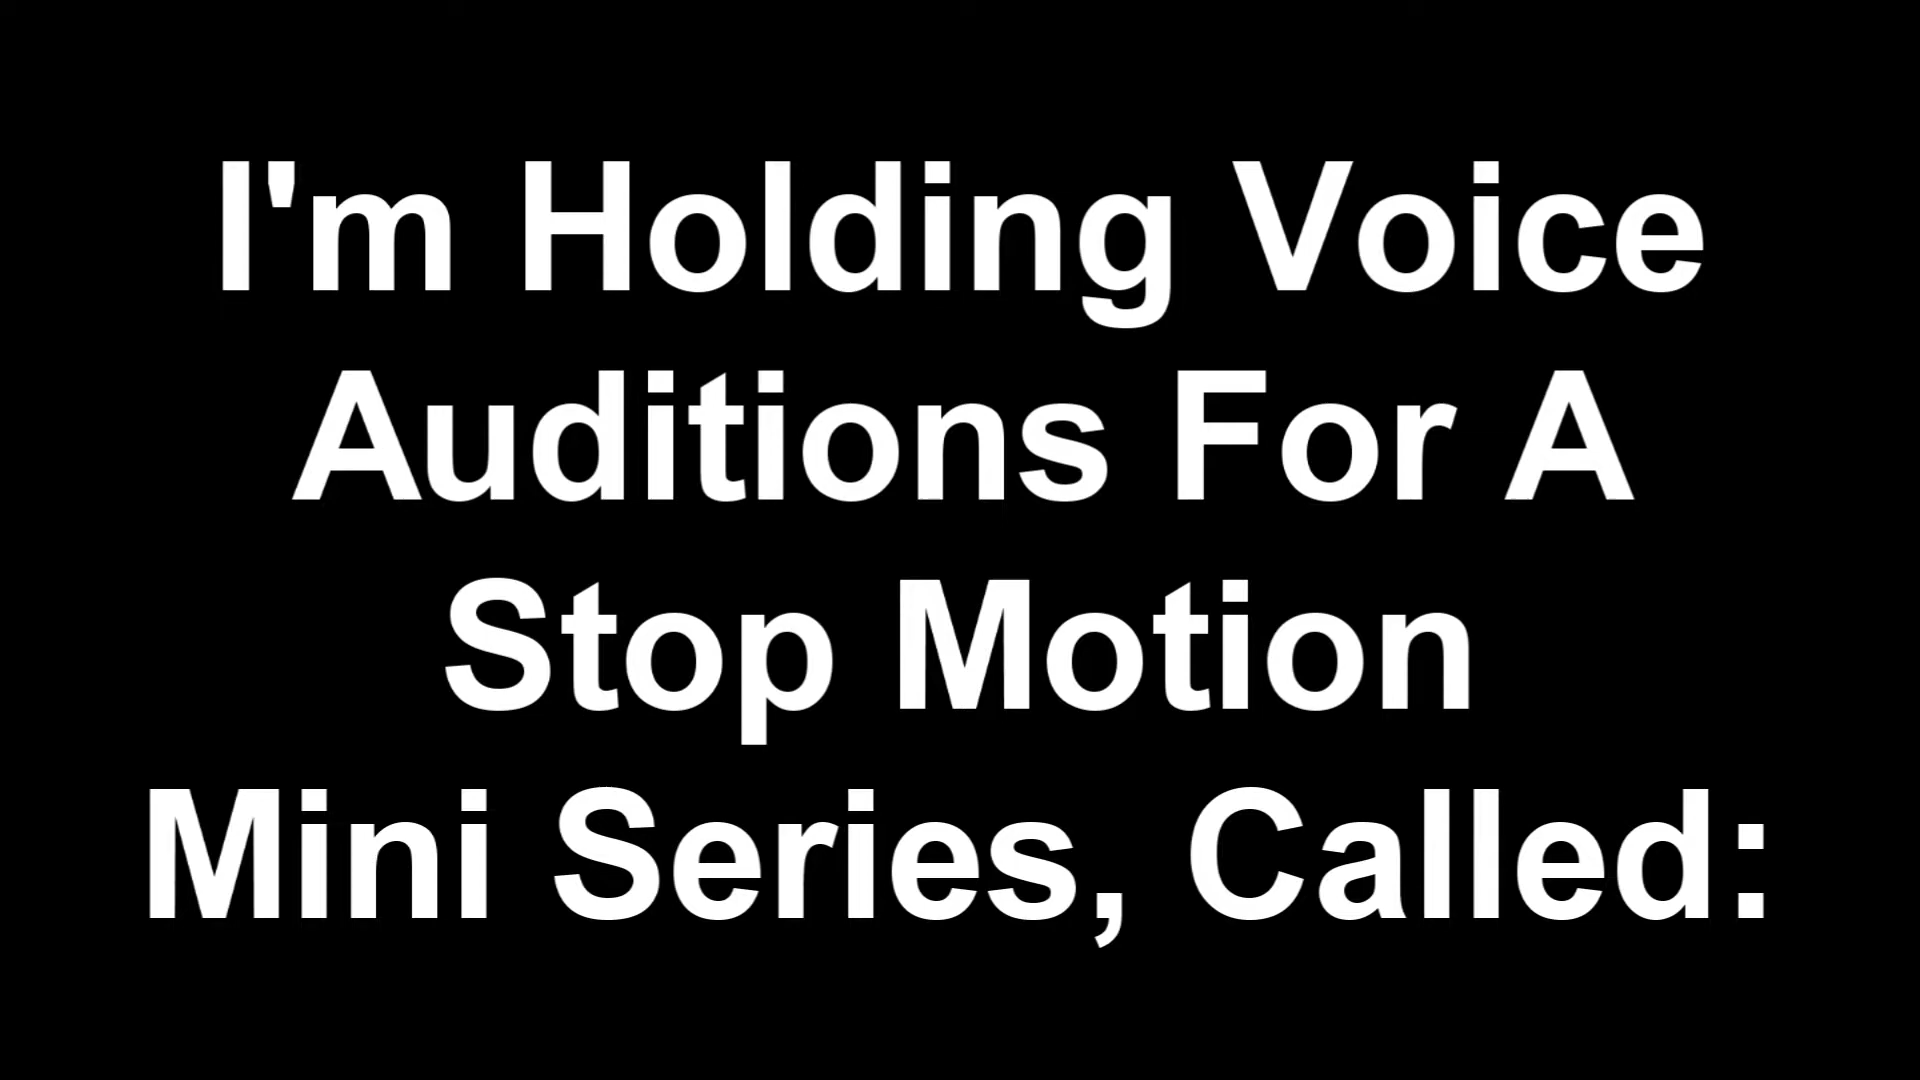 I'm Holding Voice
Auditions For A
Stop Motion
Mini Series, Called: